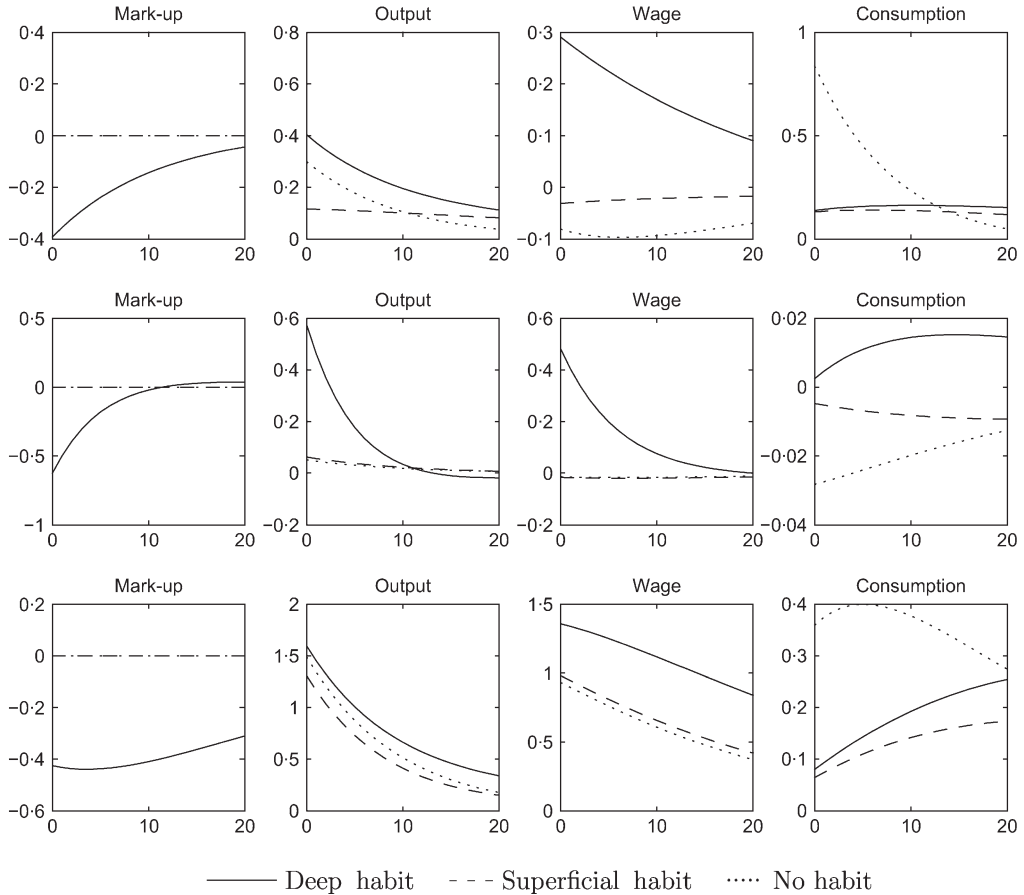 Mark-up Output Wage Consumption
0·4 0·8 0·3 1
0·2 0·6 0·2
0 0·4 0·1 0·5
−0·2 0·2 0
−0·4 0 −0·1 0
0 10 20 0 10 20 0 10 20 0 10 20
Mark-up Output Wage Consumption
0·5 0·6 0·6 0·02
0 0·4 0·4 0
−0·5 0·2 0·2 −0·02
0 0
−1 −0·2 −0·2 −0·04
0 10 20 0 10 20 0 10 20 0 10 20
Mark-up Output Wage Consumption
0·2 2 1·5 0·4
0 1·5 1 0·3
−0·2 1 0·2
−0·4 0·5 0·5 0·1
−0·6 0 0 0
0 10 20 0 10 20 0 10 20 0 10 20
Deep habit Superficial habit No habit